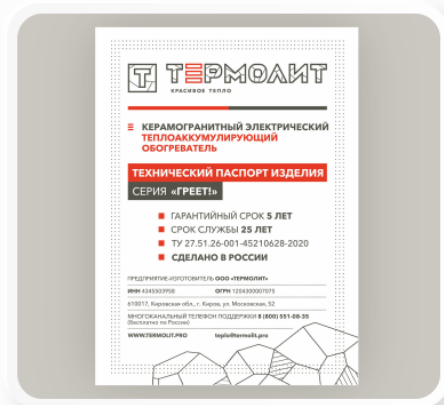 ТЕРМОЛИТ
КРАСИВОЕ ТЕПЛО
КЕРАМОГРАНИТНЫЙ ЭЛЕКТРИЧЕСКИЙ
ТЕПЛОАККУМУЛИРУЮЩИЙ
ОБОГРЕВАТЕЛЬ
ТЕХНИЧЕСКИЙ ПАСПОРТ ИЗДЕЛИЯ
СЕРИЯ «ГРЕЕТ!»
ГАРАНТИЙНЫЙ СРОК 5 ЛЕТ
СРОК СЛУЖБЫ 25 ЛЕТ
ТУ 27.51.26-001-45210628-2020
СДЕЛАНО В РОССИИ
ПРЕДПРИЯТИЕ-ИЗГОТОВИТЕЛЬ ООО «ТЕРМОЛИТ»
ИНН 4345503958 ОГРН 1204300007075
610017, Кировская обл., г. Киров, ул. Московская, 52
МНОГОКАНАЛЬНЫЙ ТЕЛЕФОН ПОДДЕРЖКИ 8 (800) 551-08-35
(Бесплатно по России)
WWW.TERMOLIT.PRO teplo@termolit.pro